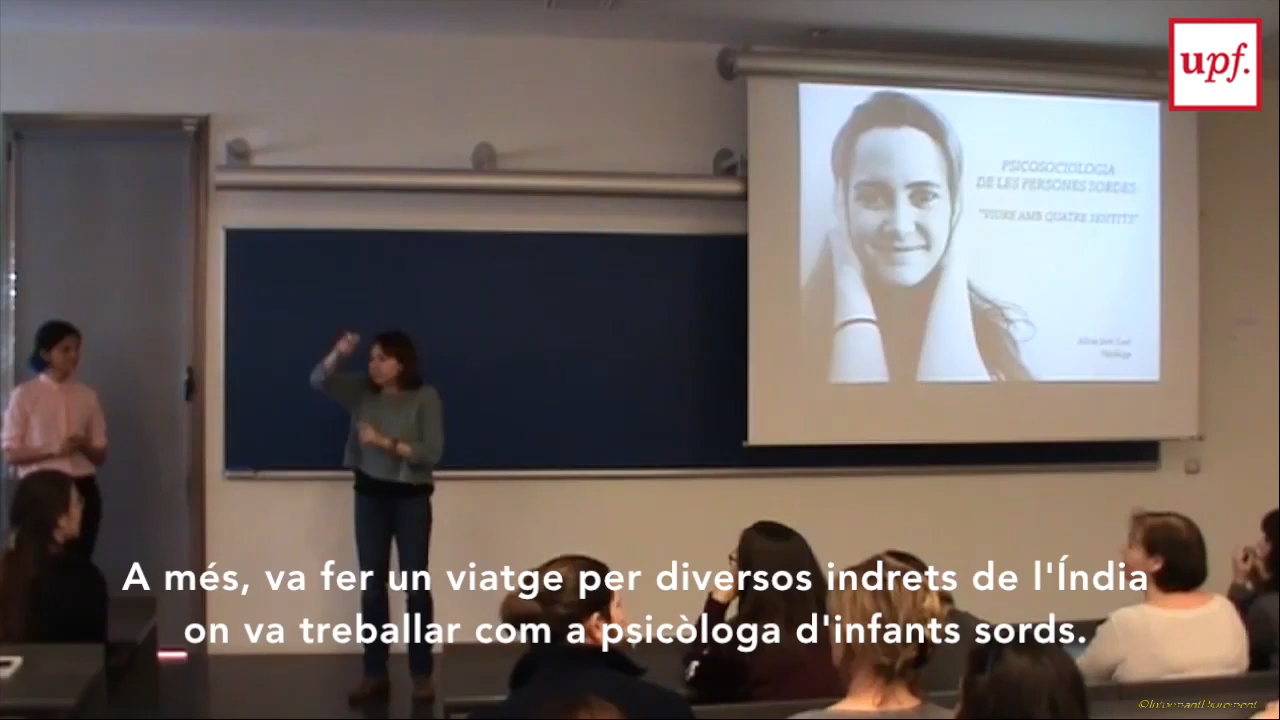 upf.
PSICOSOCIOLOGIA
DE LES PERSONES SORDES
"VIURE AMB QUATRE SENTITS"
A més, va fer un viatge per diversos indrets de l'Índia
on va treballar com a psicòloga d'infants sords.